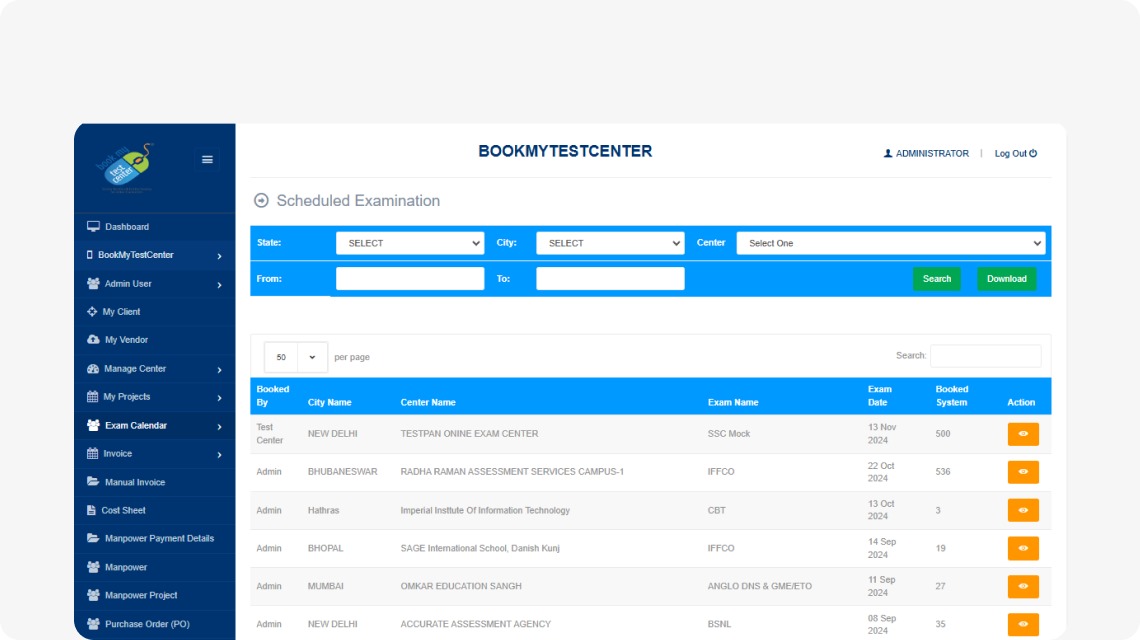 book my
test
center
BOOKMYTESTCENTER
ADMINISTRATOR | Log Out
Dashboard
BookMyTestCenter
Admin User
My Client
My Vendor
Manage Center
My Projects
Exam Calendar
Invoice
Manual Invoice
Cost Sheet
Manpower Payment Details
Manpower
Manpower Project
Purchase Order (PO)
Scheduled Examination
State: SELECT City: SELECT Center Select One
From: To: Search Download
50 per page Search:
Booked By City Name Center Name Exam Name Exam Date Booked System Action
Test Center NEW DELHI TESTPAN ONINE EXAM CENTER SSC Mock 13 Nov 2024 500
Admin BHUBANESWAR RADHA RAMAN ASSESSMENT SERVICES CAMPUS-1 IFFCO 22 Oct 2024 536
Admin Hathras Imperial Institute Of Information Technology CBT 13 Oct 2024 3
Admin BHOPAL SAGE International School, Danish Kunj IFFCO 14 Sep 2024 19
Admin MUMBAI OMKAR EDUCATION SANGH ANGLO DNS & GME/ETO 11 Sep 2024 27
Admin NEW DELHI ACCURATE ASSESSMENT AGENCY BSNL 08 Sep 2024 35